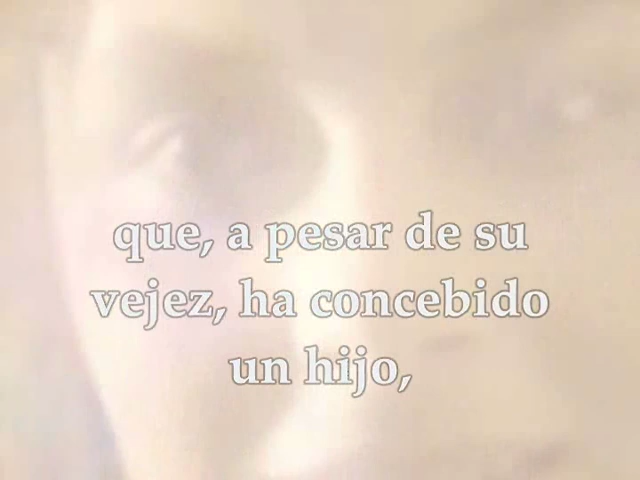 que, a pesar de su
vejez, ha concebido
un hijo,